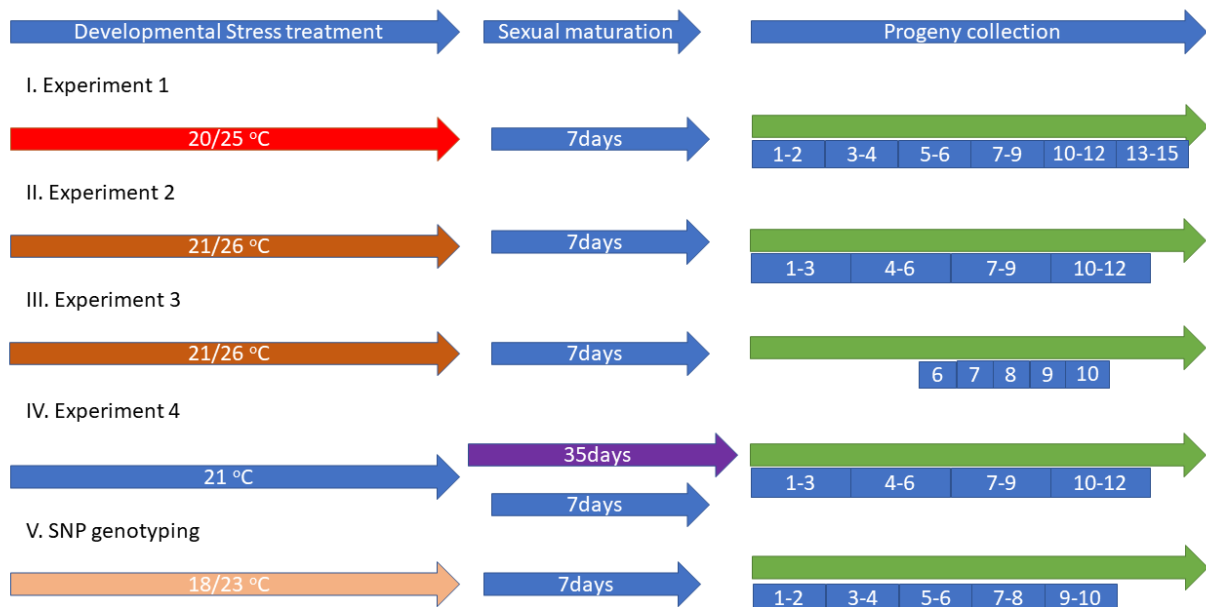 Developmental Stress treatment Sexual maturation Progeny collection
I. Experiment 1
20/25 °C 7days
1-2 3-4 5-6 7-9 10-12 13-15
II. Experiment 2
21/26 °C 7days
1-3 4-6 7-9 10-12
III. Experiment 3
21/26 °C 7days
6 7 8 9 10
IV. Experiment 4
35days
21 °C
1-3 4-6 7-9 10-12
7days
V. SNP genotyping
18/23 °C 7days
1-2 3-4 5-6 7-8 9-10